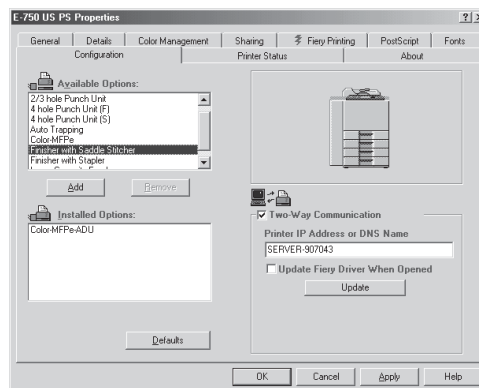 E-750 US PS Properties
General Details Color Management Sharing Fiery Printing PostScript Fonts
Configuration Printer Status About
Available Options:
2/3 hole Punch Unit
4 hole Punch Unit (F)
4 hole Punch Unit (S)
Auto Trapping
Color-MFPe
Finisher with Saddle Stitcher
Finisher with Stapler
Add Remove
Installed Options:
Color-MFPe-ADU
Defaults
Two-Way Communication
Printer IP Address or DNS Name
SERVER-907043
Update Fiery Driver When Opened
Update
OK Cancel Apply Help